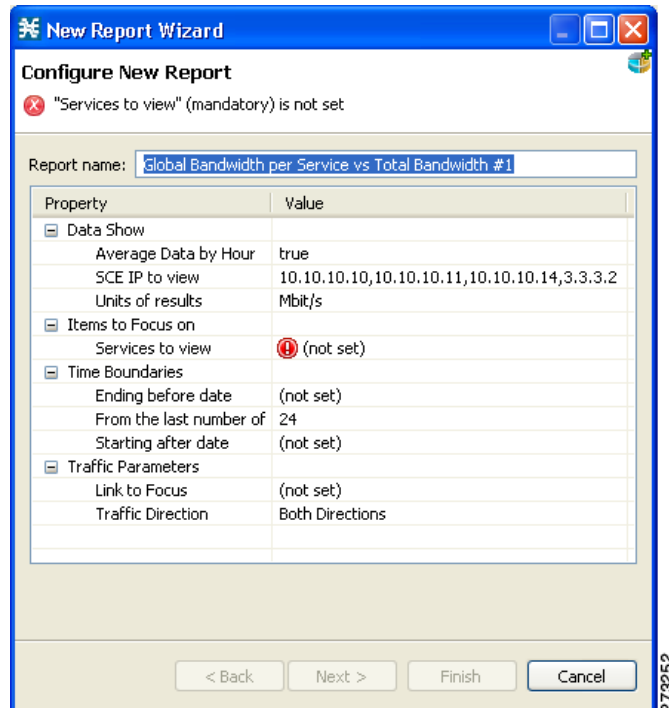 New Report Wizard
Configure New Report
"Services to view" (mandatory) is not set
Report name: Global Bandwidth per Service vs Total Bandwidth #1
Property Value
Data Show
Average Data by Hour true
SCE IP to view 10.10.10.10,10.10.10.11,10.10.10.14,3.3.3.2
Units of results Mbit/s
Items to Focus on
Services to view (not set)
Time Boundaries
Ending before date (not set)
From the last number of 24
Starting after date (not set)
Traffic Parameters
Link to Focus (not set)
Traffic Direction Both Directions
< Back Next > Finish Cancel
273252